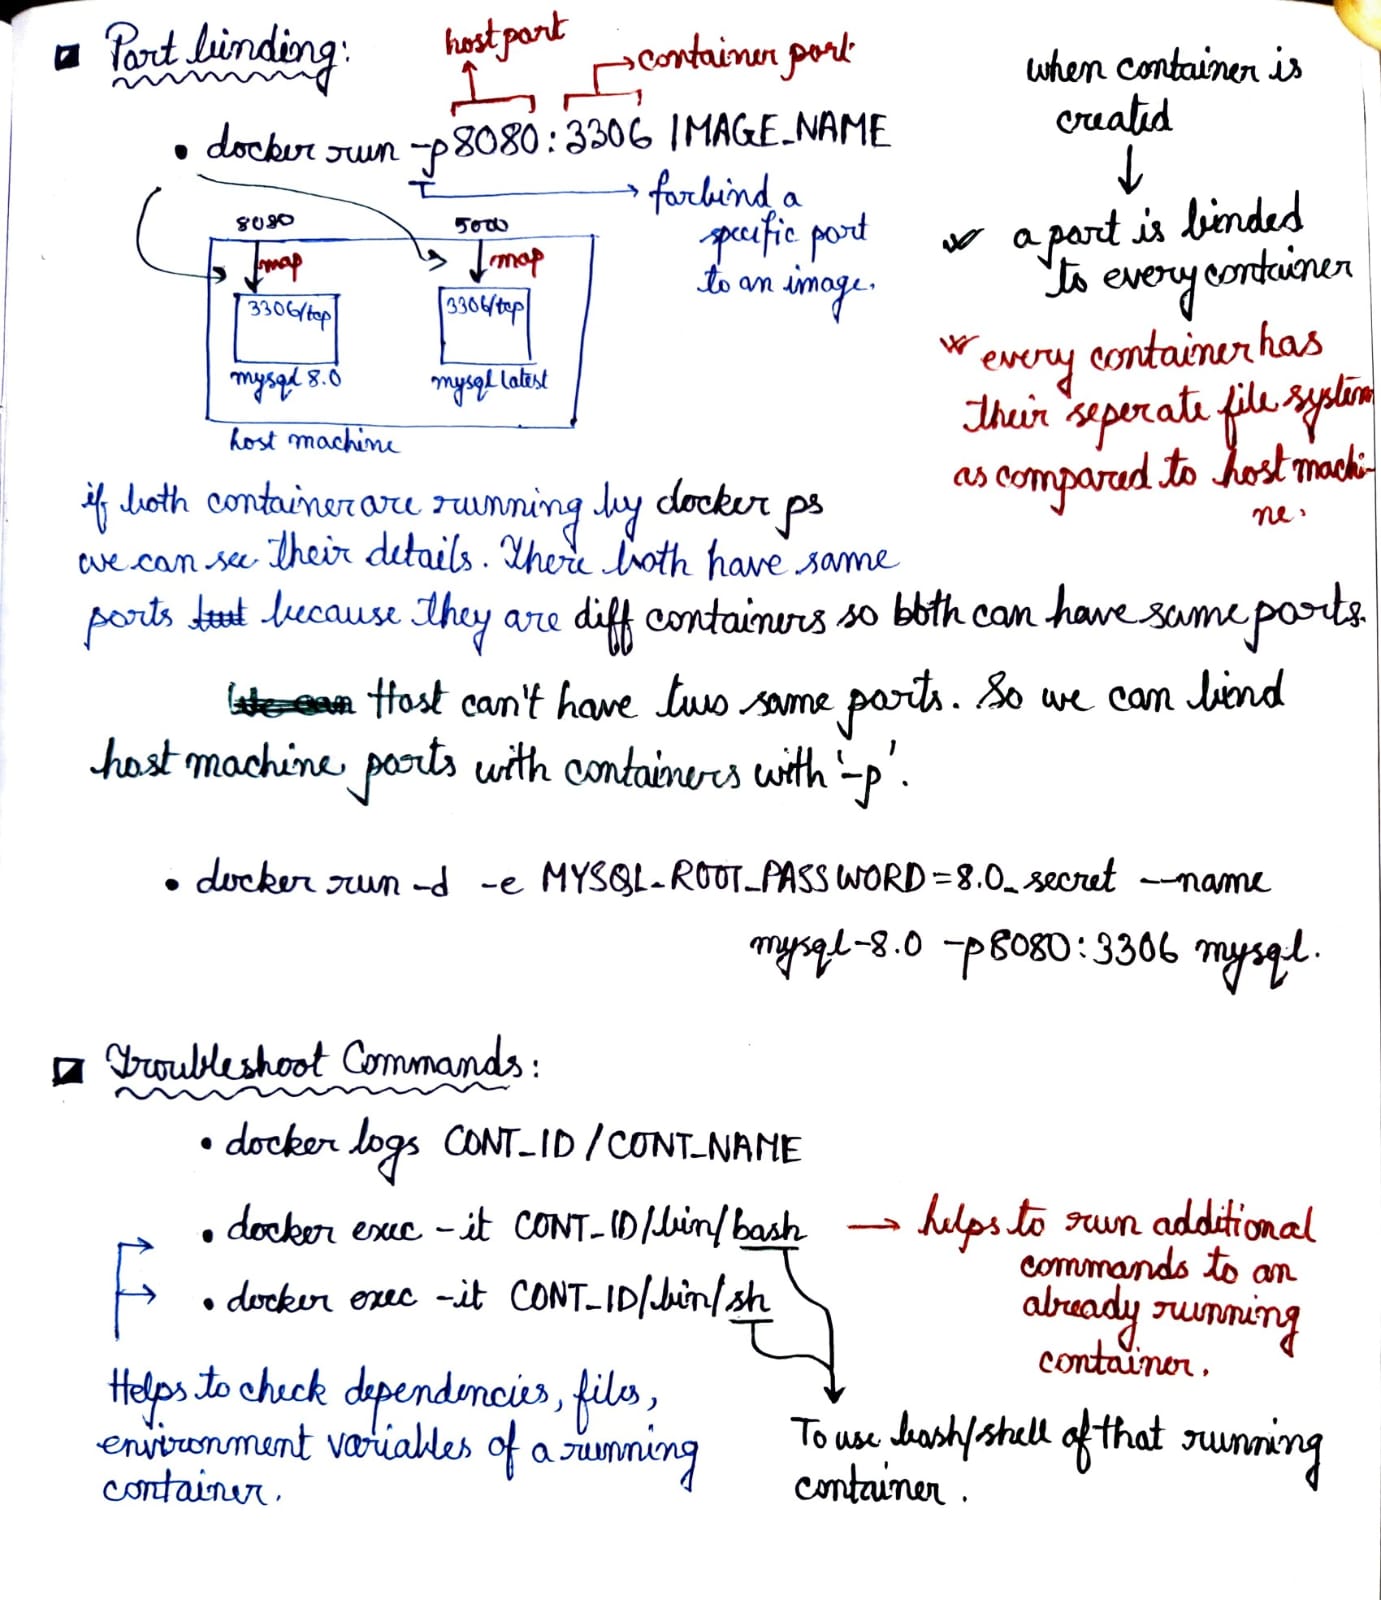 Port binding:
host port
container port
• docker run -p 8080 : 3306 IMAGE_NAME
for bind a
specific port
to an image.
8080
5000
map
map
3306/tcp
3306/tcp
mysql 8.0
mysql latest
host machine
when container is
created
a port is binded
to every container
every container has
their seperate file system
as compared to host machi-
ne.
if both container are running by docker ps
we can see their details. There both have same
ports but because they are diff containers so both can have same ports.
We can Host can't have two same ports. So we can bind
host machine ports with containers with '-p'.
• docker run -d -e MYSQL_ROOT_PASSWORD=8.0_secret --name
mysql-8.0 -p8080:3306 mysql.
Troubleshoot Commands:
• docker logs CONT_ID / CONT_NAME
• docker exec -it CONT_ID/bin/bash
• docker exec -it CONT_ID/bin/sh
helps to run additional
commands to an
already running
container.
Helps to check dependencies, files,
environment variables of a running
container.
To use bash/shell of that running
container.